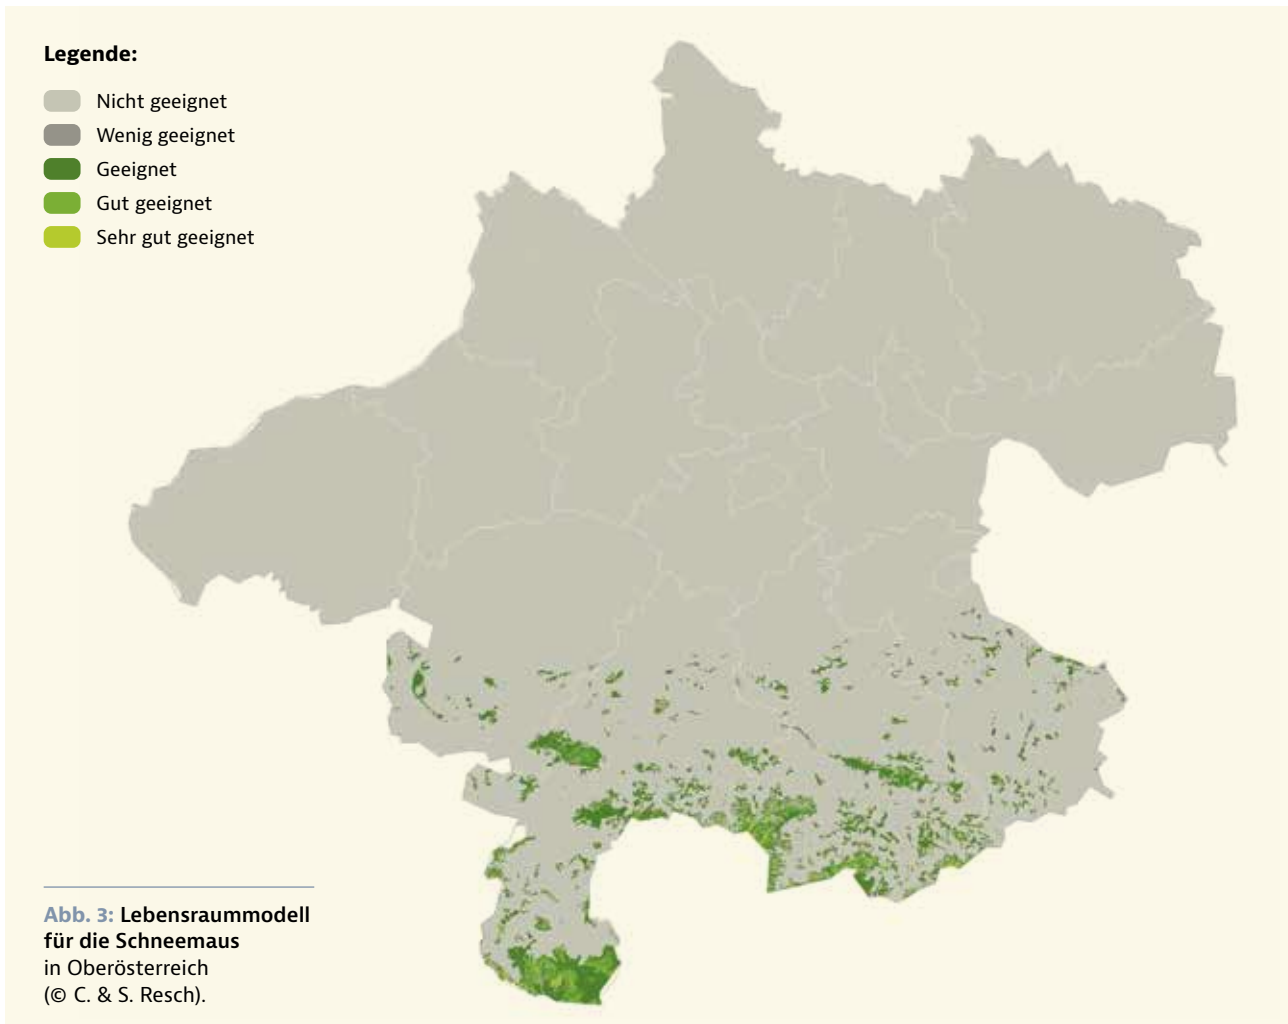 Legende:
Nicht geeignet
Wenig geeignet
Geeignet
Gut geeignet
Sehr gut geeignet
Abb. 3: Lebensraummodell
für die Schneemaus
in Oberösterreich
(© C. & S. Resch).